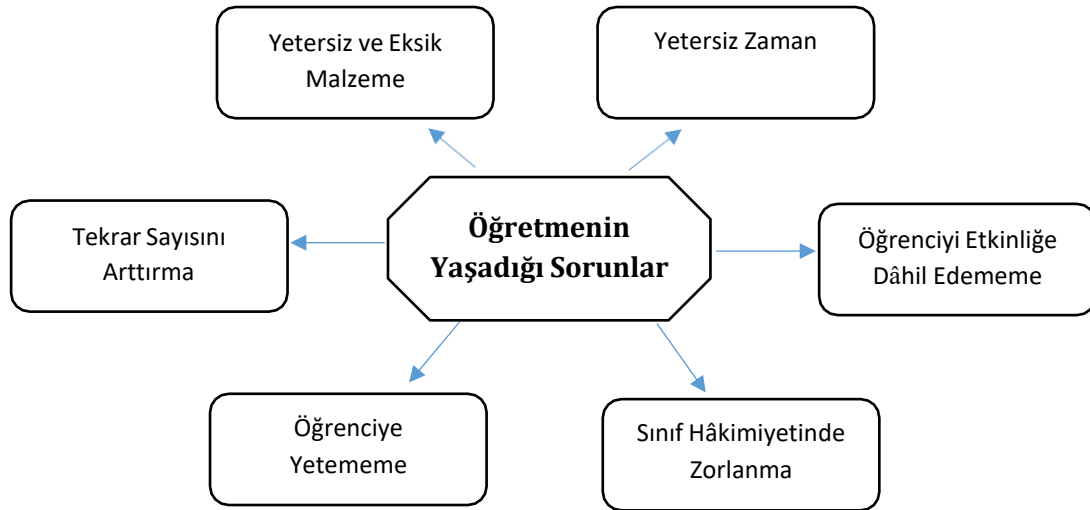 Yetersiz ve Eksik
Malzeme
Yetersiz Zaman
Öğretmenin
Yaşadığı Sorunlar
Tekrar Sayısını
Arttırma
Öğrenciyi Etkinliğe
Dâhil Edememe
Öğrenciye
Yetememe
Sınıf Hâkimiyetinde
Zorlanma